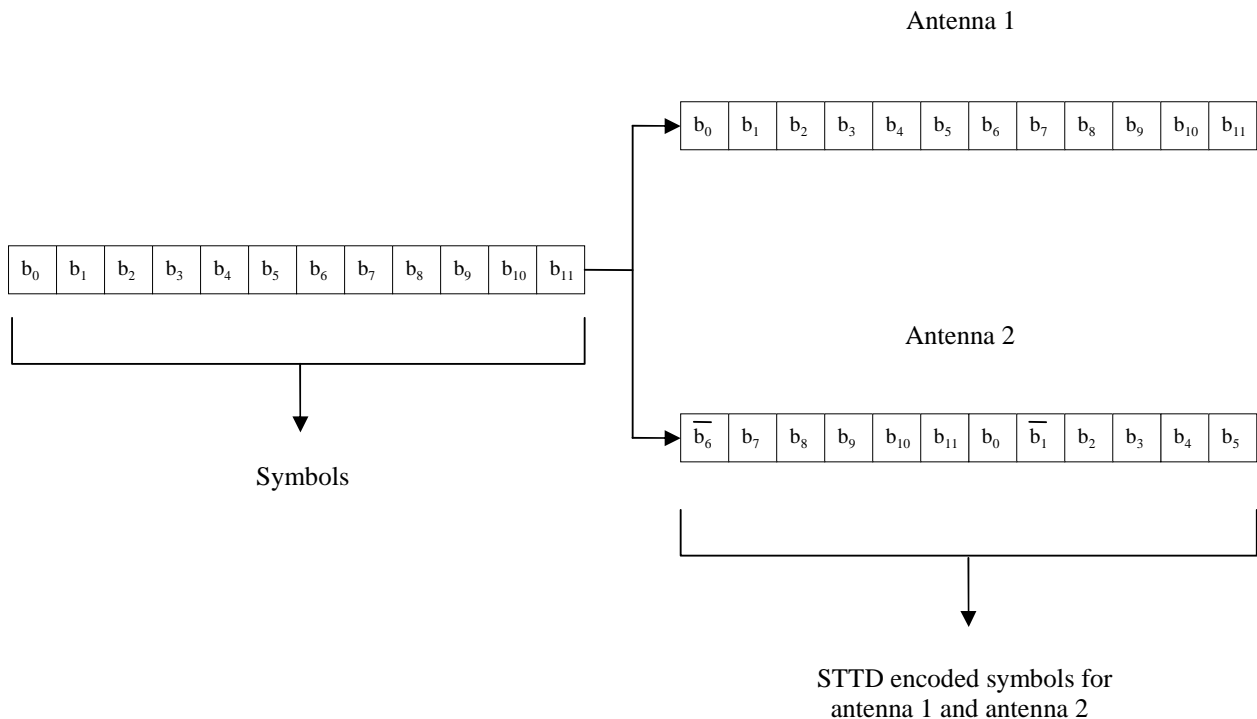 Antenna 1
b₀ b₁ b₂ b₃ b₄ b₅ b₆ b₇ b₈ b₉ b₁₀ b₁₁
b₀ b₁ b₂ b₃ b₄ b₅ b₆ b₇ b₈ b₉ b₁₀ b₁₁
Antenna 2
b̅₆ b₇ b₈ b₉ b₁₀ b₁₁ b₀ b̅₁ b₂ b₃ b₄ b₅
Symbols
STTD encoded symbols for
antenna 1 and antenna 2